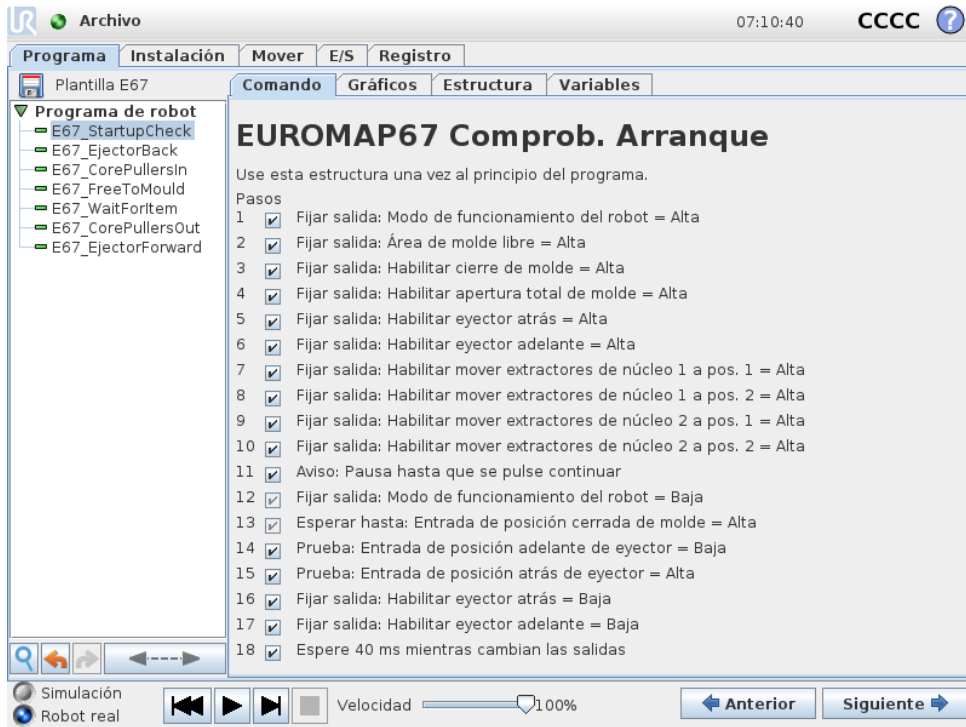 UR Archivo 07:10:40 CCCC ?
Programa Instalación Mover E/S Registro
Plantilla E67
Comando Gráficos Estructura Variables
Programa de robot
E67_StartupCheck
E67_EjectorBack
E67_CorePullersIn
E67_FreeToMould
E67_WaitForItem
E67_CorePullersOut
E67_EjectorForward
EUROMAP67 Comprob. Arranque
Use esta estructura una vez al principio del programa.
Pasos
1 Fijar salida: Modo de funcionamiento del robot = Alta
2 Fijar salida: Área de molde libre = Alta
3 Fijar salida: Habilitar cierre de molde = Alta
4 Fijar salida: Habilitar apertura total de molde = Alta
5 Fijar salida: Habilitar eyector atrás = Alta
6 Fijar salida: Habilitar eyector adelante = Alta
7 Fijar salida: Habilitar mover extractores de núcleo 1 a pos. 1 = Alta
8 Fijar salida: Habilitar mover extractores de núcleo 1 a pos. 2 = Alta
9 Fijar salida: Habilitar mover extractores de núcleo 2 a pos. 1 = Alta
10 Fijar salida: Habilitar mover extractores de núcleo 2 a pos. 2 = Alta
11 Aviso: Pausa hasta que se pulse continuar
12 Fijar salida: Modo de funcionamiento del robot = Baja
13 Esperar hasta: Entrada de posición cerrada de molde = Alta
14 Prueba: Entrada de posición adelante de eyector = Baja
15 Prueba: Entrada de posición atrás de eyector = Alta
16 Fijar salida: Habilitar eyector atrás = Baja
17 Fijar salida: Habilitar eyector adelante = Baja
18 Espere 40 ms mientras cambian las salidas
Simulación
Robot real
Velocidad 100%
Anterior Siguiente